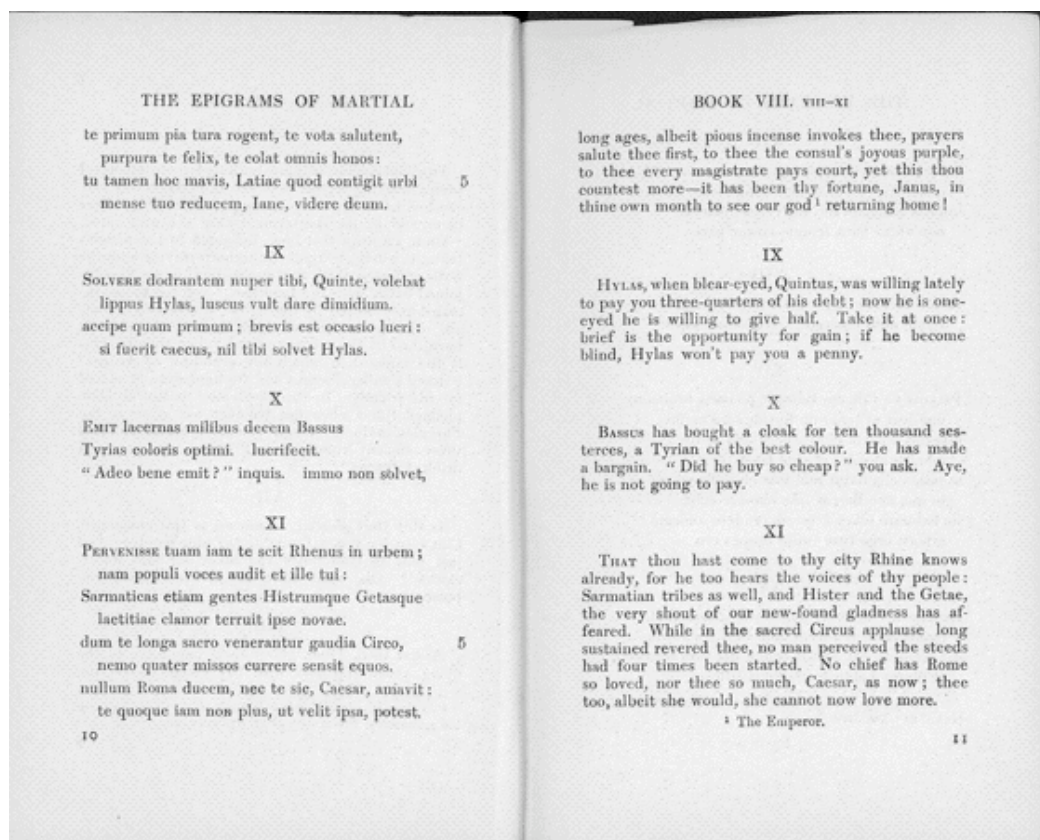 THE EPIGRAMS OF MARTIAL
te primum pia tura rogent, te vota salutent,
purpura te felix, te colat omnis honos:
tu tamen hoc mavis, Latiae quod contigit urbi 5
mense tuo reducem, Iane, videre deum.
IX
SOLVERE dodrantem nuper tibi, Quinte, volebat
lippus Hylas, luscus vult dare dimidium.
accipe quam primum; brevis est occasio lucri:
si fuerit caecus, nil tibi solvet Hylas.
X
EMIT lacernas milibus decem Bassus
Tyrias coloris optimi. lucrifecit.
"Adeo bene emit?" inquis. immo non solvet,
XI
PERVENISSE tuam iam te scit Rhenus in urbem;
nam populi voces audit et ille tui:
Sarmaticas etiam gentes Histrumque Getasque
laetitiae clamor terruit ipse novae.
dum te longa sacro venerantur gaudia Circo, 5
nemo quater missos currere sensit equos.
nullum Roma ducem, nec te sic, Caesar, amavit:
te quoque iam non plus, ut velit ipsa, potest.
10
BOOK VIII. VIII-XI
long ages, albeit pious incense invokes thee, prayers
salute thee first, to thee the consul's joyous purple,
to thee every magistrate pays court, yet this thou
countest more—it has been thy fortune, Janus, in
thine own month to see our god¹ returning home!
IX
HYLAS, when blear-eyed, Quintus, was willing lately
to pay you three-quarters of his debt; now he is one-
eyed he is willing to give half. Take it at once:
brief is the opportunity for gain; if he become
blind, Hylas won't pay you a penny.
X
BASSUS has bought a cloak for ten thousand ses-
terces, a Tyrian of the best colour. He has made
a bargain. "Did he buy so cheap?" you ask. Aye,
he is not going to pay.
XI
THAT thou hast come to thy city Rhine knows
already, for he too hears the voices of thy people:
Sarmatian tribes as well, and Hister and the Getae,
the very shout of our new-found gladness has af-
feared. While in the sacred Circus applause long
sustained revered thee, no man perceived the steeds
had four times been started. No chief has Rome
so loved, nor thee so much, Caesar, as now; thee
too, albeit she would, she cannot now love more.
¹ The Emperor.
11